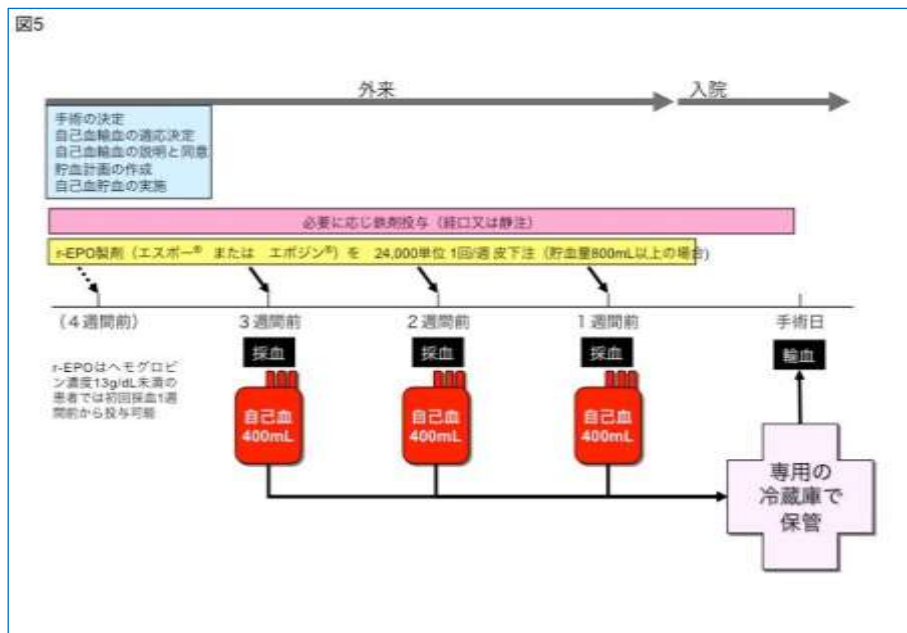 図5
外来
入院
手術の決定
自己血輸血の適応決定
自己血輸血の説明と同意
貯血計画の作成
自己血貯血の実施
必要に応じ鉄剤投与（経口又は静注）
r-EPO製剤（エスポー® または エポジン®）を 24,000単位 1回/週 皮下注（貯血量800mL以上の場合)
(４週間前)
３週間前
２週間前
１週間前
手術日
採血
採血
採血
輸血
r-EPOはヘモグロビ
ン濃度13g/dL未満の
患者では初回採血1週
間前から投与可能
自己血
400mL
自己血
400mL
自己血
400mL
専用の
冷蔵庫で
保管